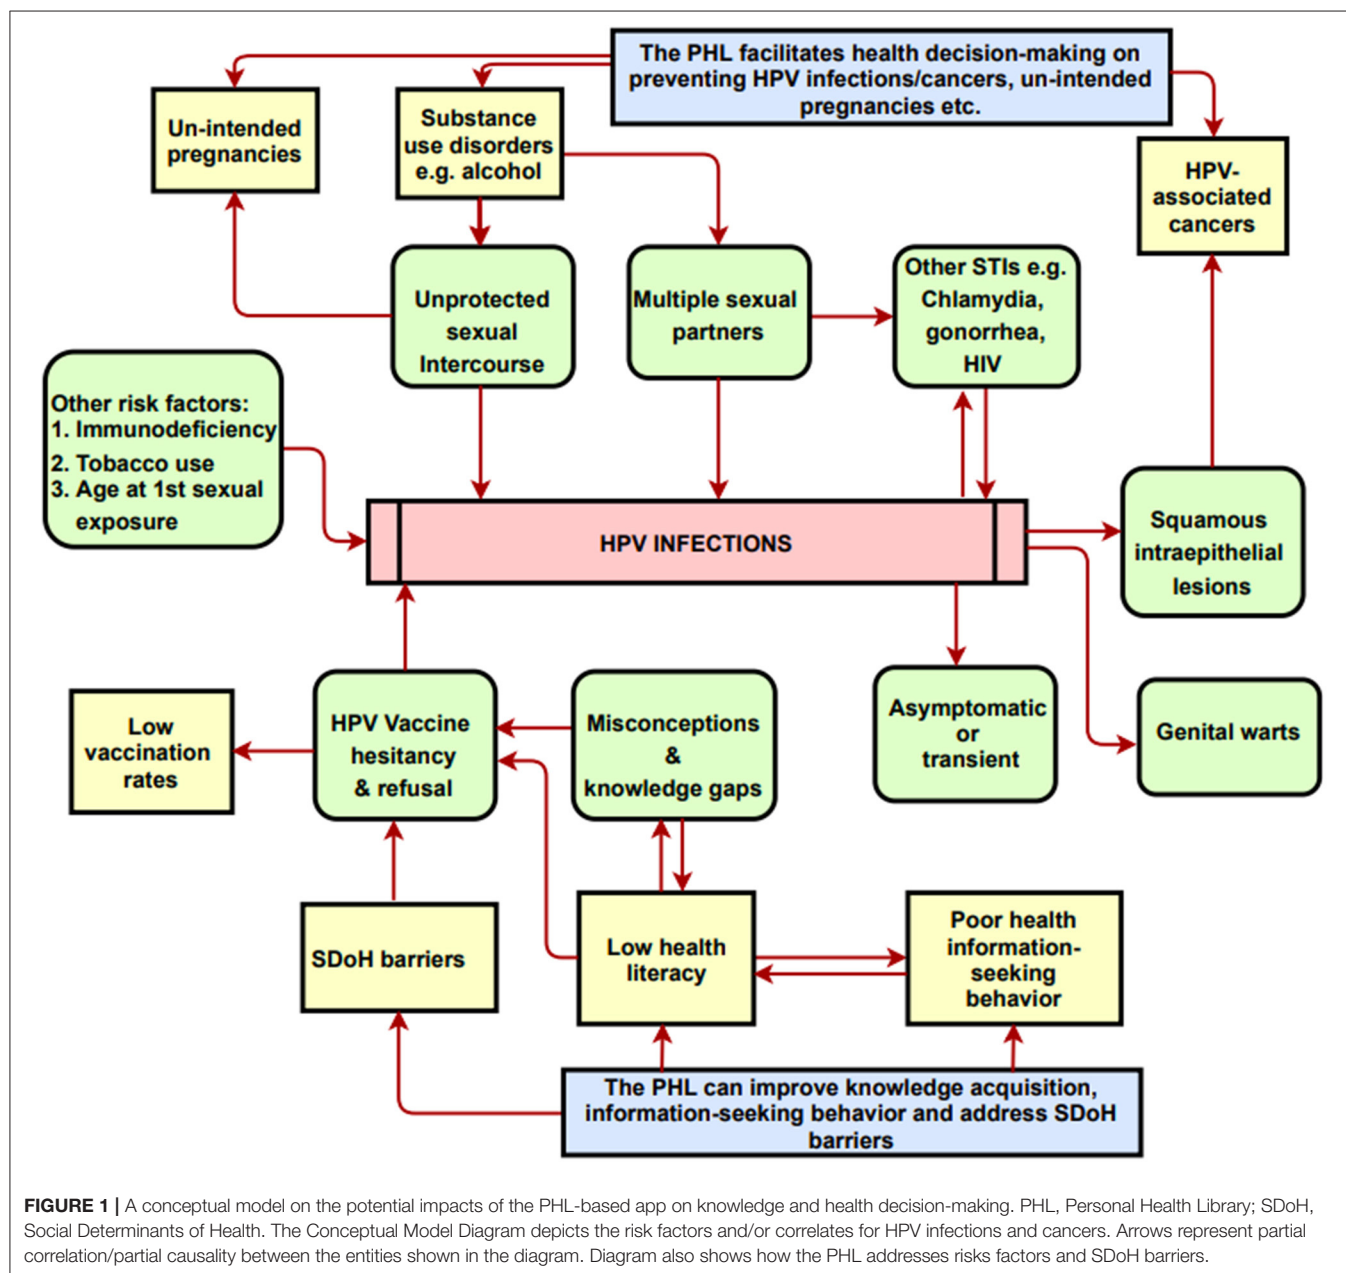 The PHL facilitates health decision-making on
preventing HPV infections/cancers, un-intended
pregnancies etc.
Un-intended
pregnancies
Substance
use disorders
e.g. alcohol
HPV-
associated
cancers
Unprotected
sexual
Intercourse
Multiple sexual
partners
Other STIs e.g.
Chlamydia,
gonorrhea,
HIV
Other risk factors:
1. Immunodeficiency
2. Tobacco use
3. Age at 1st sexual
exposure
HPV INFECTIONS
Squamous
intraepithelial
lesions
Low
vaccination
rates
HPV Vaccine
hesitancy
& refusal
Misconceptions
&
knowledge gaps
Asymptomatic
or
transient
Genital warts
SDoH barriers
Low health
literacy
Poor health
information-
seeking
behavior
The PHL can improve knowledge acquisition,
information-seeking behavior and address SDoH
barriers
FIGURE 1 | A conceptual model on the potential impacts of the PHL-based app on knowledge and health decision-making. PHL, Personal Health Library; SDoH,
Social Determinants of Health. The Conceptual Model Diagram depicts the risk factors and/or correlates for HPV infections and cancers. Arrows represent partial
correlation/partial causality between the entities shown in the diagram. Diagram also shows how the PHL addresses risks factors and SDoH barriers.